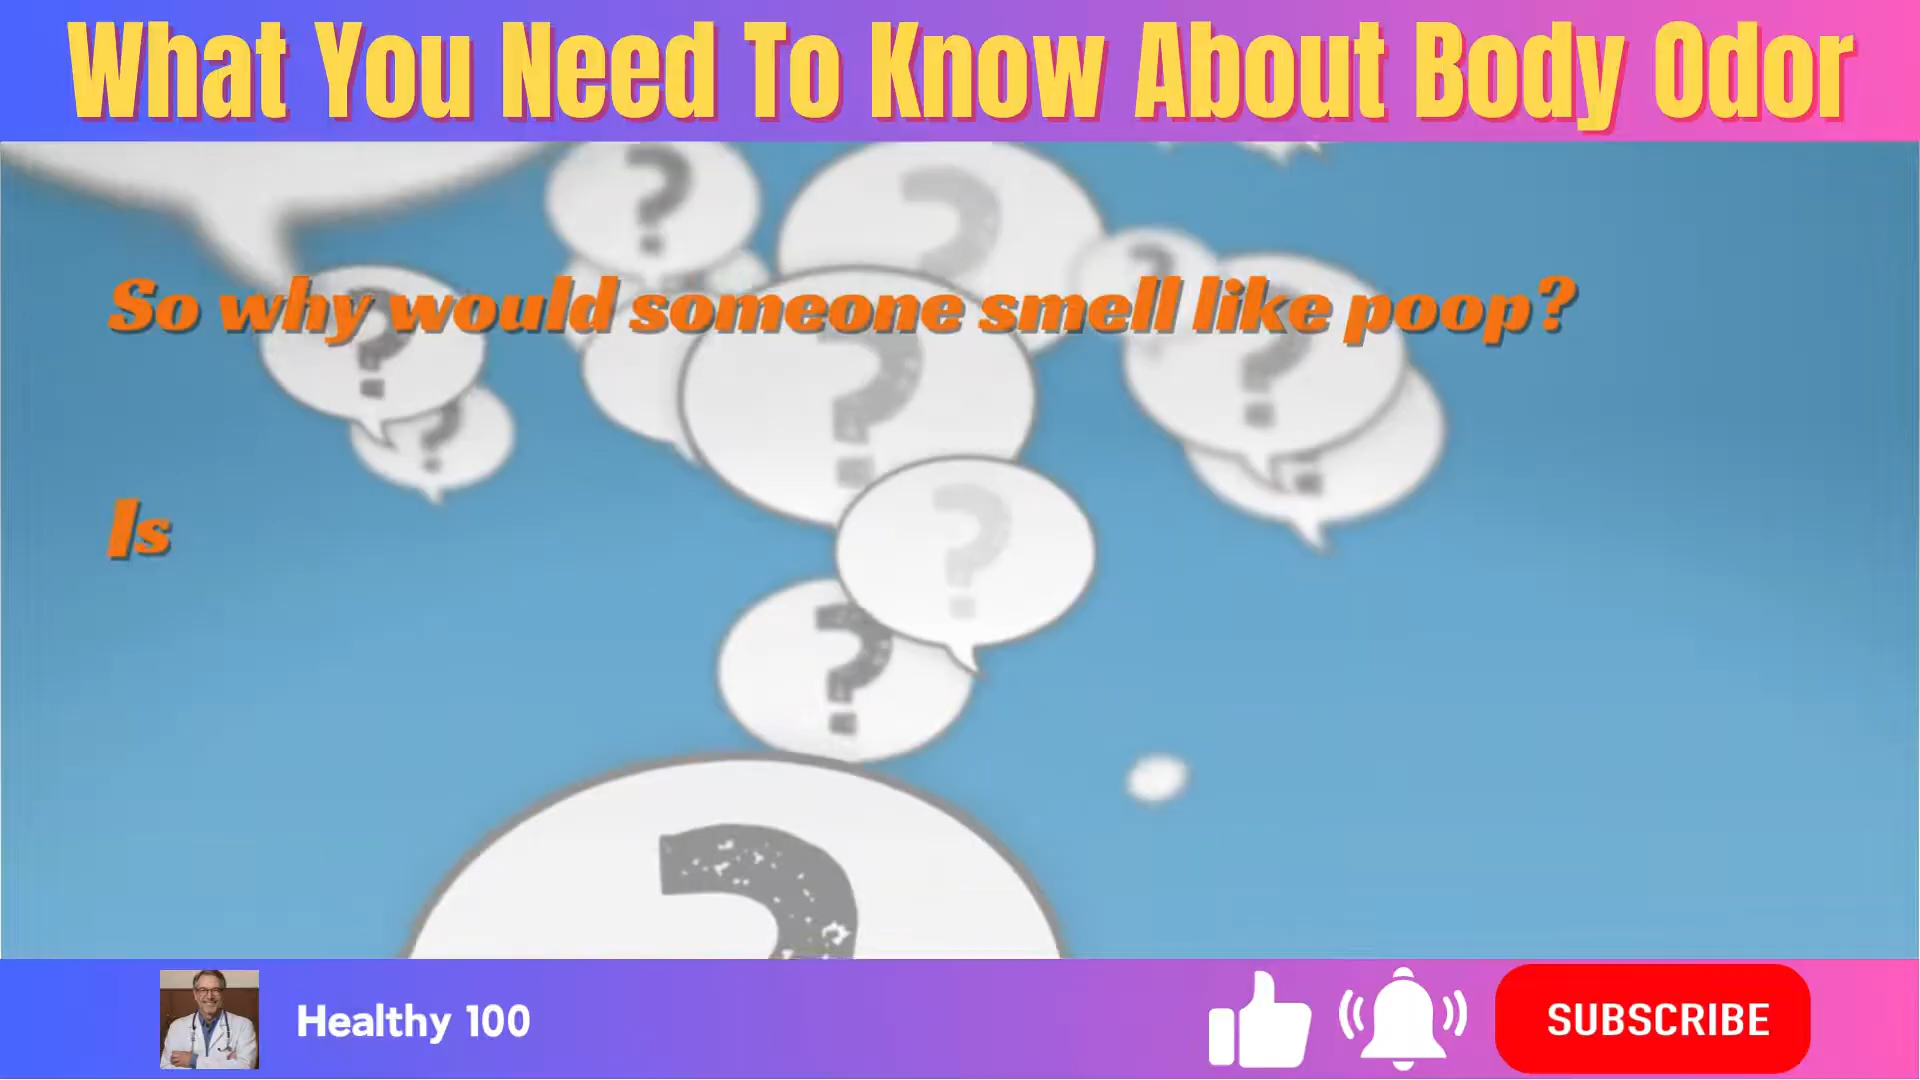 What You Need To Know About Body Odor
So why would someone smell like poop?
Is
Healthy 100
SUBSCRIBE